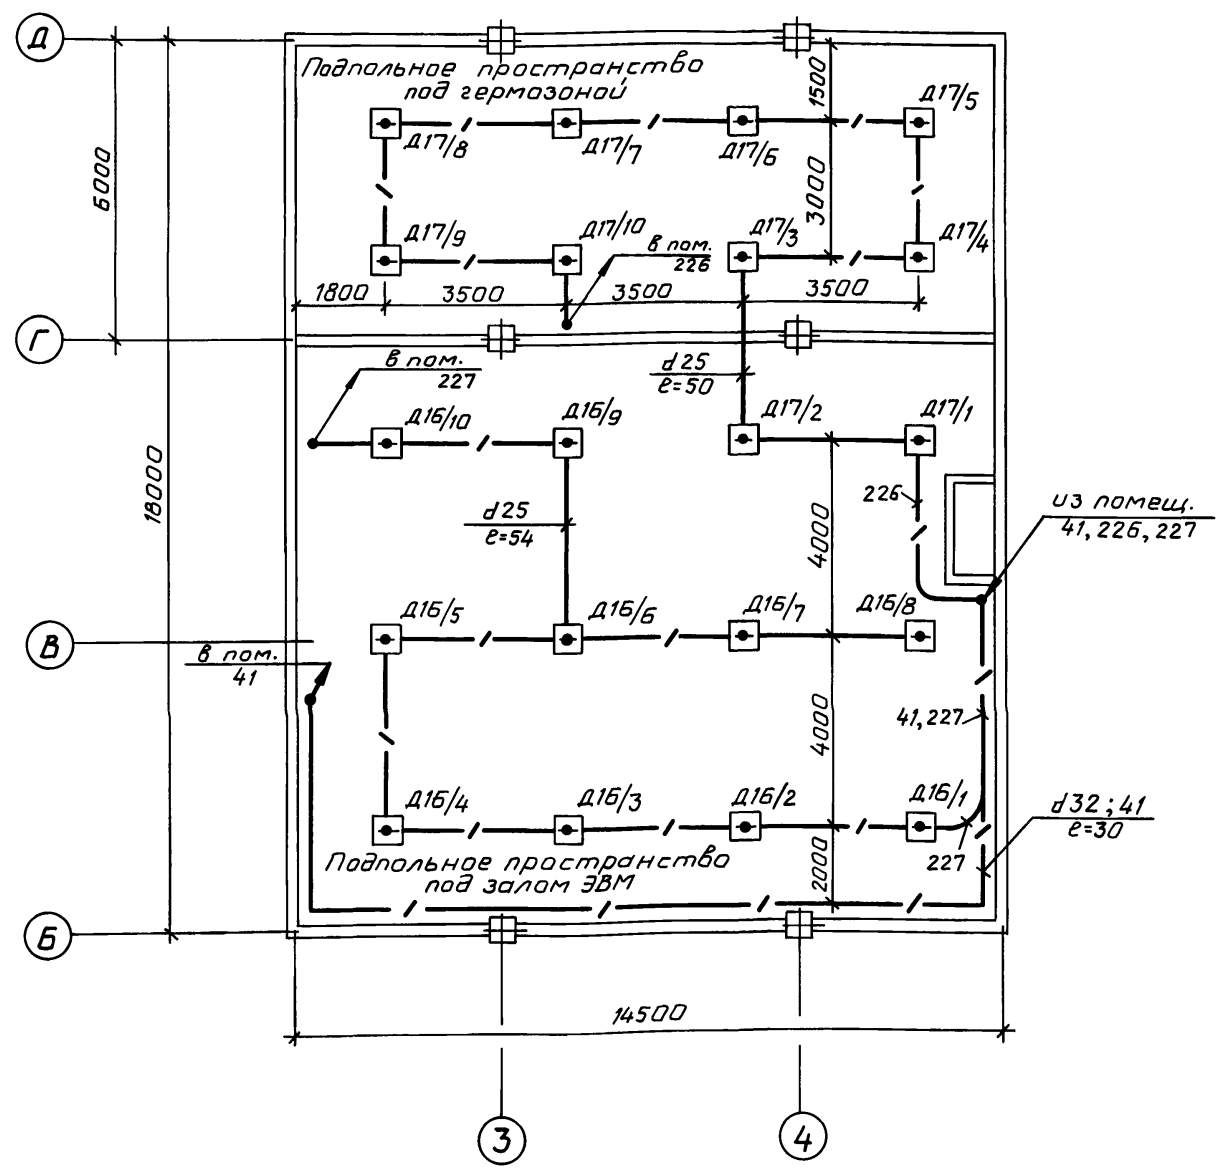 Д
Подпольное пространство
под гермазоной
1500
Д17/5
Д17/8
Д17/7
Д17/6
6000
3000
Д17/9
Д17/10
в пом.
226
Д17/3
Д17/4
1800
3500
3500
3500
Г
в пом.
227
d 25
ℓ=50
Д16/10
Д16/9
Д17/2
Д17/1
18000
226
из помещ.
41, 226, 227
d 25
ℓ=54
4000
Д16/5
Д16/6
Д16/7
Д16/8
В
в пом.
41
41, 227
4000
Д16/4
Д16/3
Д16/2
Д16/1
d 32 ; 41
ℓ=30
227
2000
Подпольное пространство
под залом ЭВМ
Б
14500
3
4